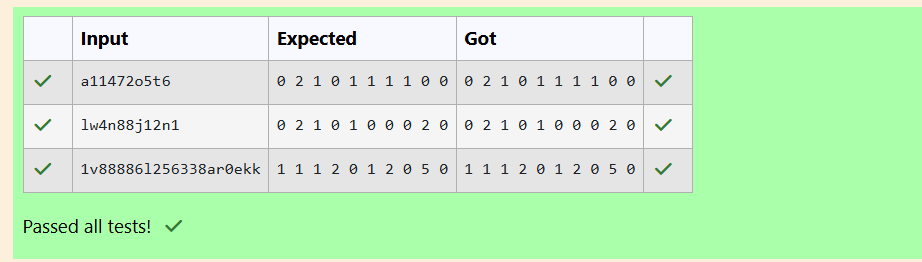 Input Expected Got
a11472o5t6 0 2 1 0 1 1 1 1 0 0 0 2 1 0 1 1 1 1 0 0
lw4n88j12n1 0 2 1 0 1 0 0 0 2 0 0 2 1 0 1 0 0 0 2 0
1v88886l256338ar0ekk 1 1 1 2 0 1 2 0 5 0 1 1 1 2 0 1 2 0 5 0
Passed all tests!